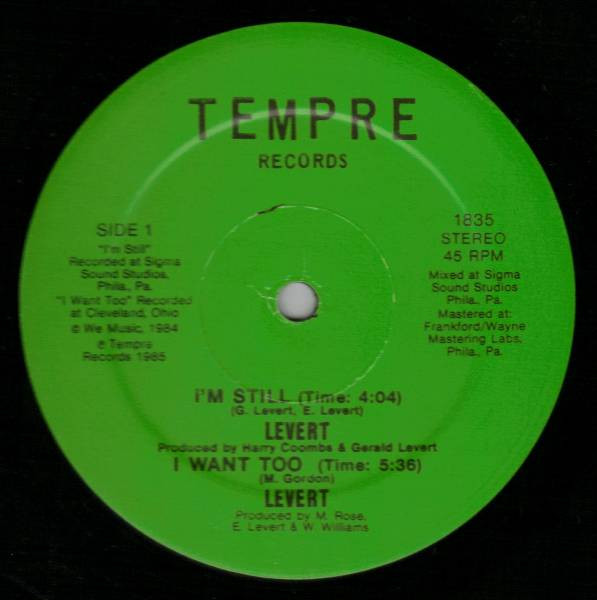 TEMPRE
RECORDS
SIDE 1
"I'm Still"
Recorded at Sigma
Sound Studios,
Phila., Pa.
"I Want Too" Recorded
at Cleveland, Ohio
© We Music, 1984
℗ Tempre
Records 1985
1835
STEREO
45 RPM
Mixed at Sigma
Sound Studios
Phila., Pa.
Mastered at:
Frankford/Wayne
Mastering Labs,
Phila., Pa.
I'M STILL (Time: 4:04)
(G. Levert, E. Levert)
LEVERT
Produced by Harry Coombs & Gerald Levert
I WANT TOO (Time: 5:36)
(M. Gordon)
LEVERT
Produced by M. Rose,
E. Levert & W. Williams